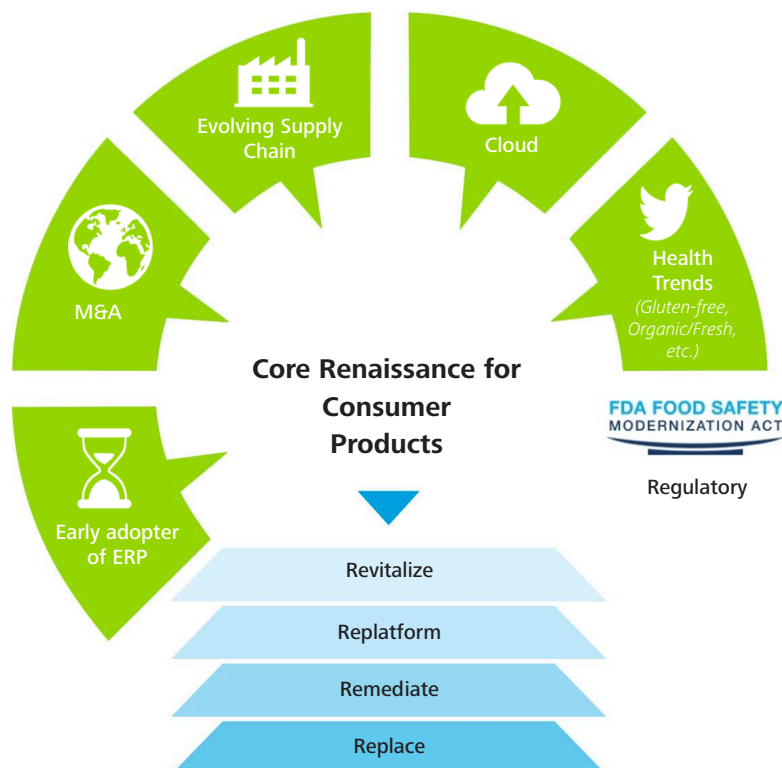 Evolving Supply
Chain
Cloud
M&A
Health
Trends
(Gluten-free,
Organic/Fresh,
etc.)
Core Renaissance for
Consumer
Products
FDA FOOD SAFETY
MODERNIZATION ACT
Regulatory
Early adopter
of ERP
Revitalize
Replatform
Remediate
Replace